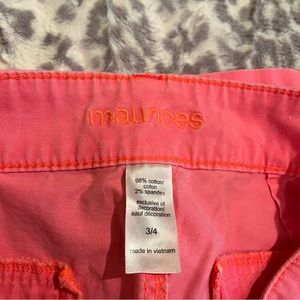 maurices
98% cotton/
coton
2% spandex
exclusive of
decoration/
sauf décoration
3/4
made in vietnam